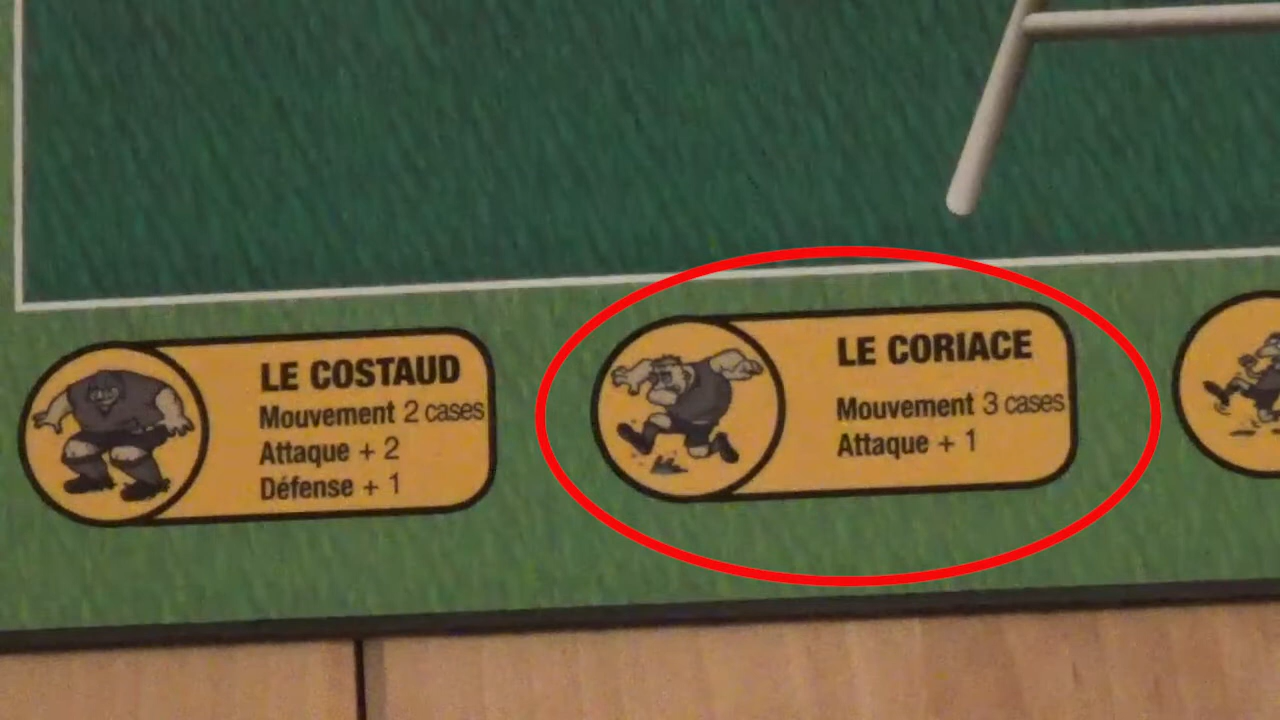 LE COSTAUD
Mouvement 2 cases
Attaque + 2
Défense + 1
LE CORIACE
Mouvement 3 cases
Attaque + 1